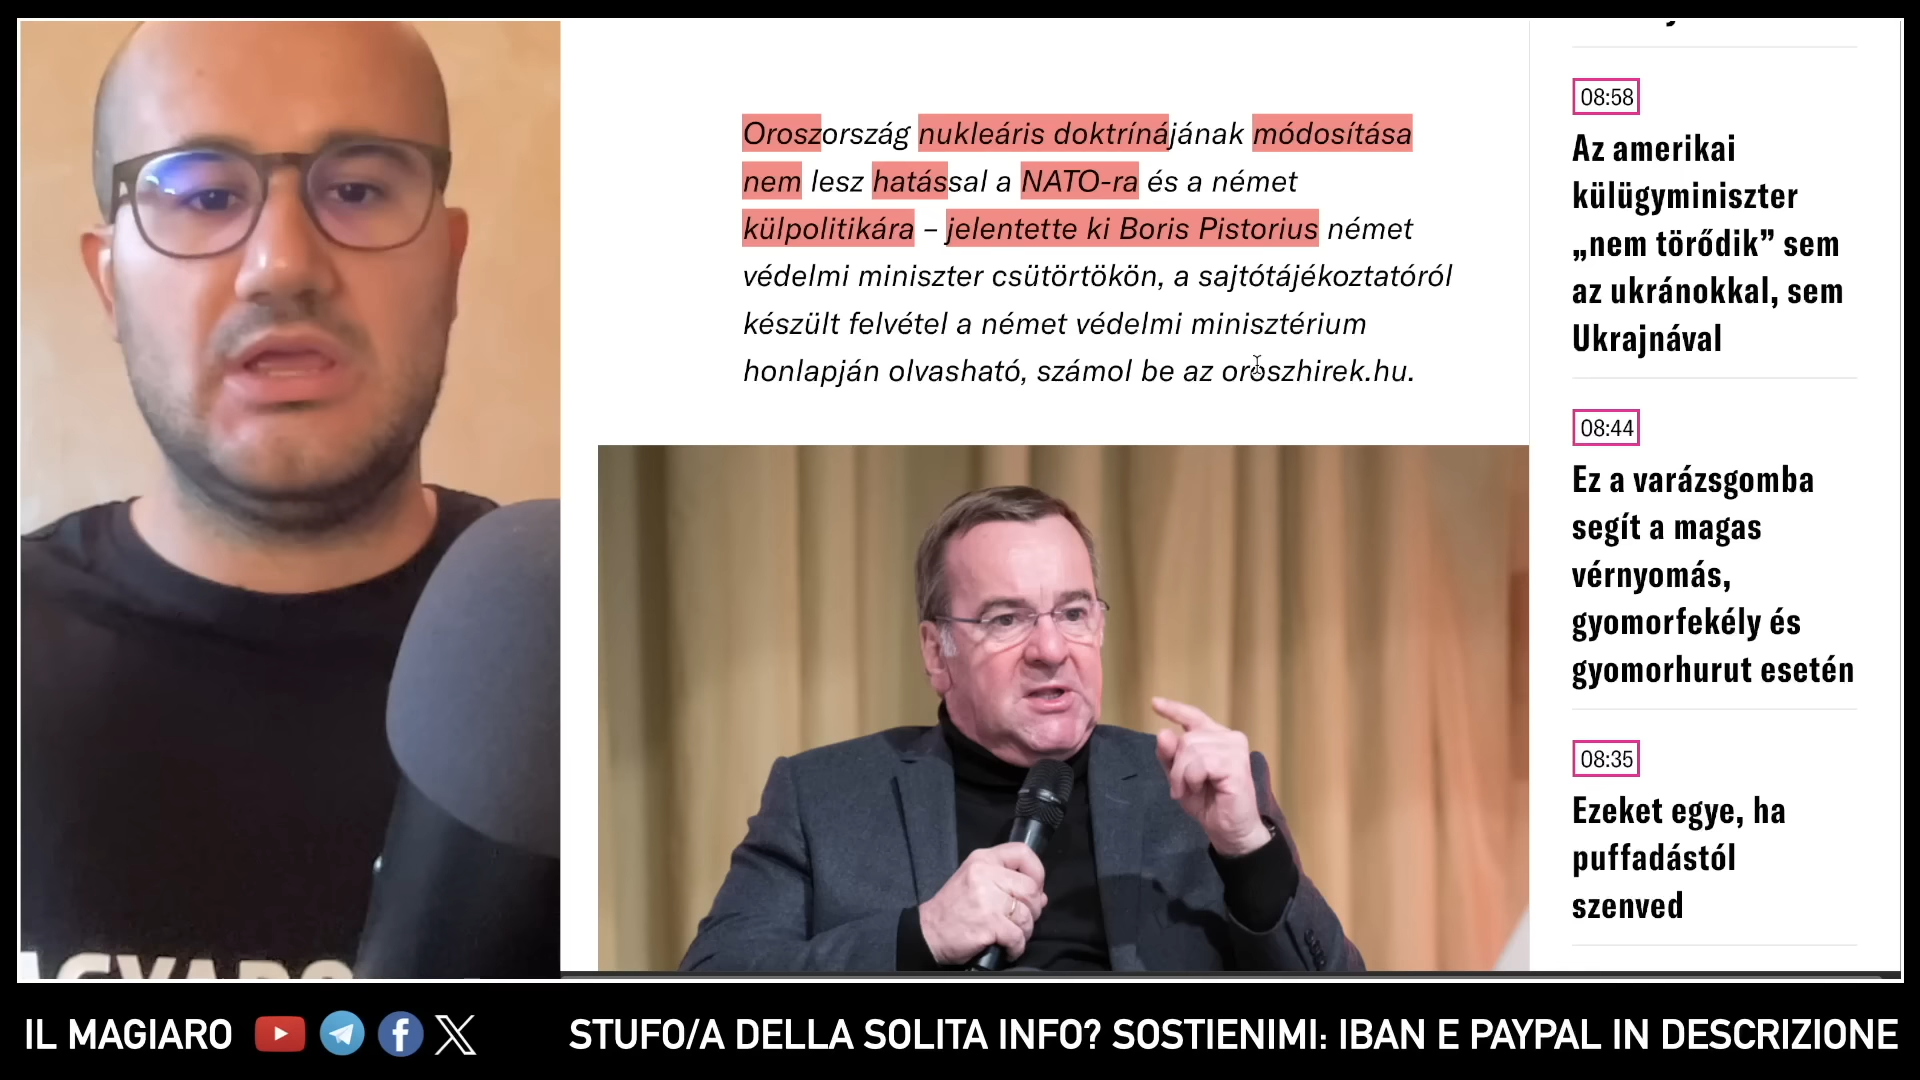 Oroszország nukleáris doktrínájának módosítása
nem lesz hatással a NATO-ra és a német
külpolitikára – jelentette ki Boris Pistorius német
védelmi miniszter csütörtökön, a sajtótájékoztatóról
készült felvétel a német védelmi minisztérium
honlapján olvasható, számol be az oroszhirek.hu.
08:58
Az amerikai
külügyminiszter
„nem törődik” sem
az ukránokkal, sem
Ukrajnával
08:44
Ez a varázsgomba
segít a magas
vérnyomás,
gyomorfekély és
gyomorhurut esetén
08:35
Ezeket egye, ha
puffadástól
szenved
IL MAGIARO
STUFO/A DELLA SOLITA INFO? SOSTIENIMI: IBAN E PAYPAL IN DESCRIZIONE